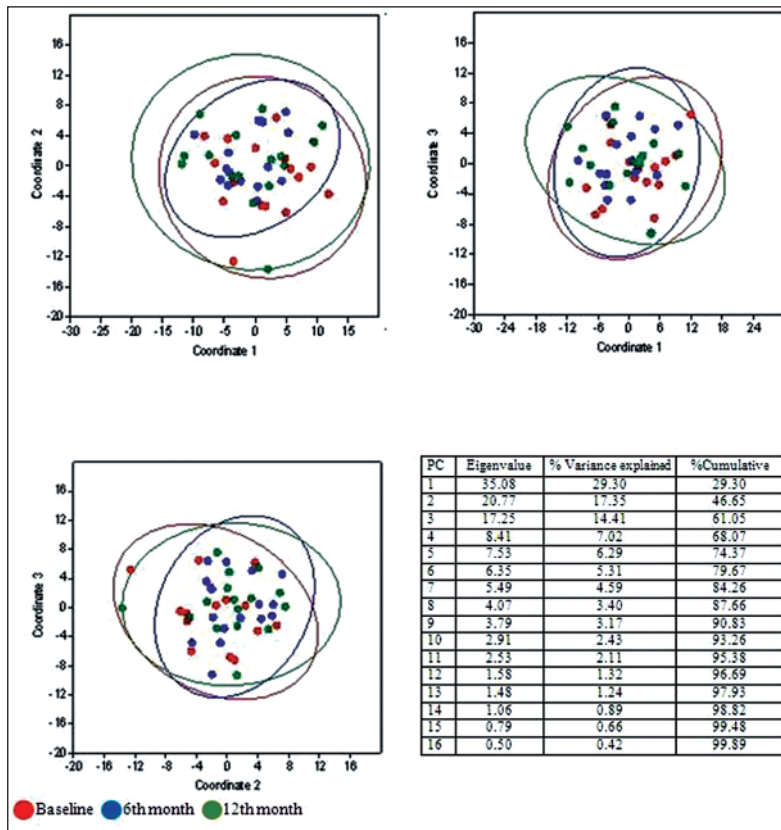 16
12
8
4
0
-4
-8
-12
-16
-20
Coordinate 2
-30 -25 -20 -15 -10 -5 0 5 10 15
Coordinate 1
16
12
8
4
0
-4
-8
-12
-16
-20
Coordinate 3
-30 -24 -18 -12 -6 0 6 12 18 24
Coordinate 1
16
12
8
4
0
-4
-8
-12
-16
-20
Coordinate 3
-20 -16 -12 -8 -4 0 4 8 12 16
Coordinate 2
PC Eigenvalue % Variance explained %Cumulative
1 35.08 29.30 29.30
2 20.77 17.35 46.65
3 17.25 14.41 61.05
4 8.41 7.02 68.07
5 7.53 6.29 74.37
6 6.35 5.31 79.67
7 5.49 4.59 84.26
8 4.07 3.40 87.66
9 3.79 3.17 90.83
10 2.91 2.43 93.26
11 2.53 2.11 95.38
12 1.58 1.32 96.69
13 1.48 1.24 97.93
14 1.06 0.89 98.82
15 0.79 0.66 99.48
16 0.50 0.42 99.89
Baseline 6th month 12th month